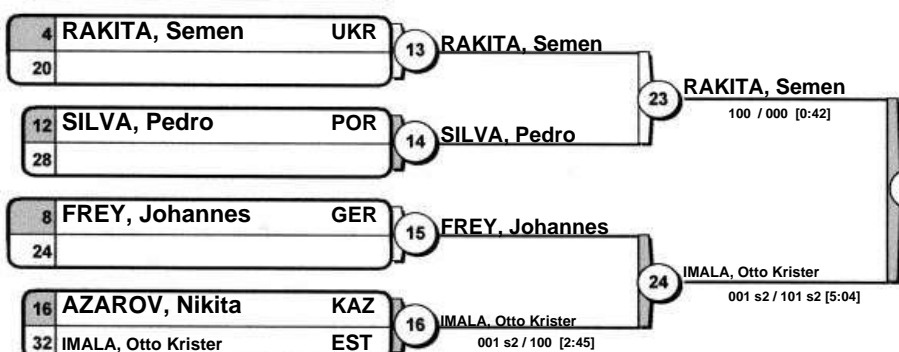 4 RAKITA, Semen UKR
20
13 RAKITA, Semen
12 SILVA, Pedro POR
28
14 SILVA, Pedro
23 RAKITA, Semen
100 / 000 [0:42]
8 FREY, Johannes GER
24
15 FREY, Johannes
16 AZAROV, Nikita KAZ
32 IMALA, Otto Krister EST
16 IMALA, Otto Krister
001 s2 / 100 [2:45]
24 IMALA, Otto Krister
001 s2 / 101 s2 [5:04]